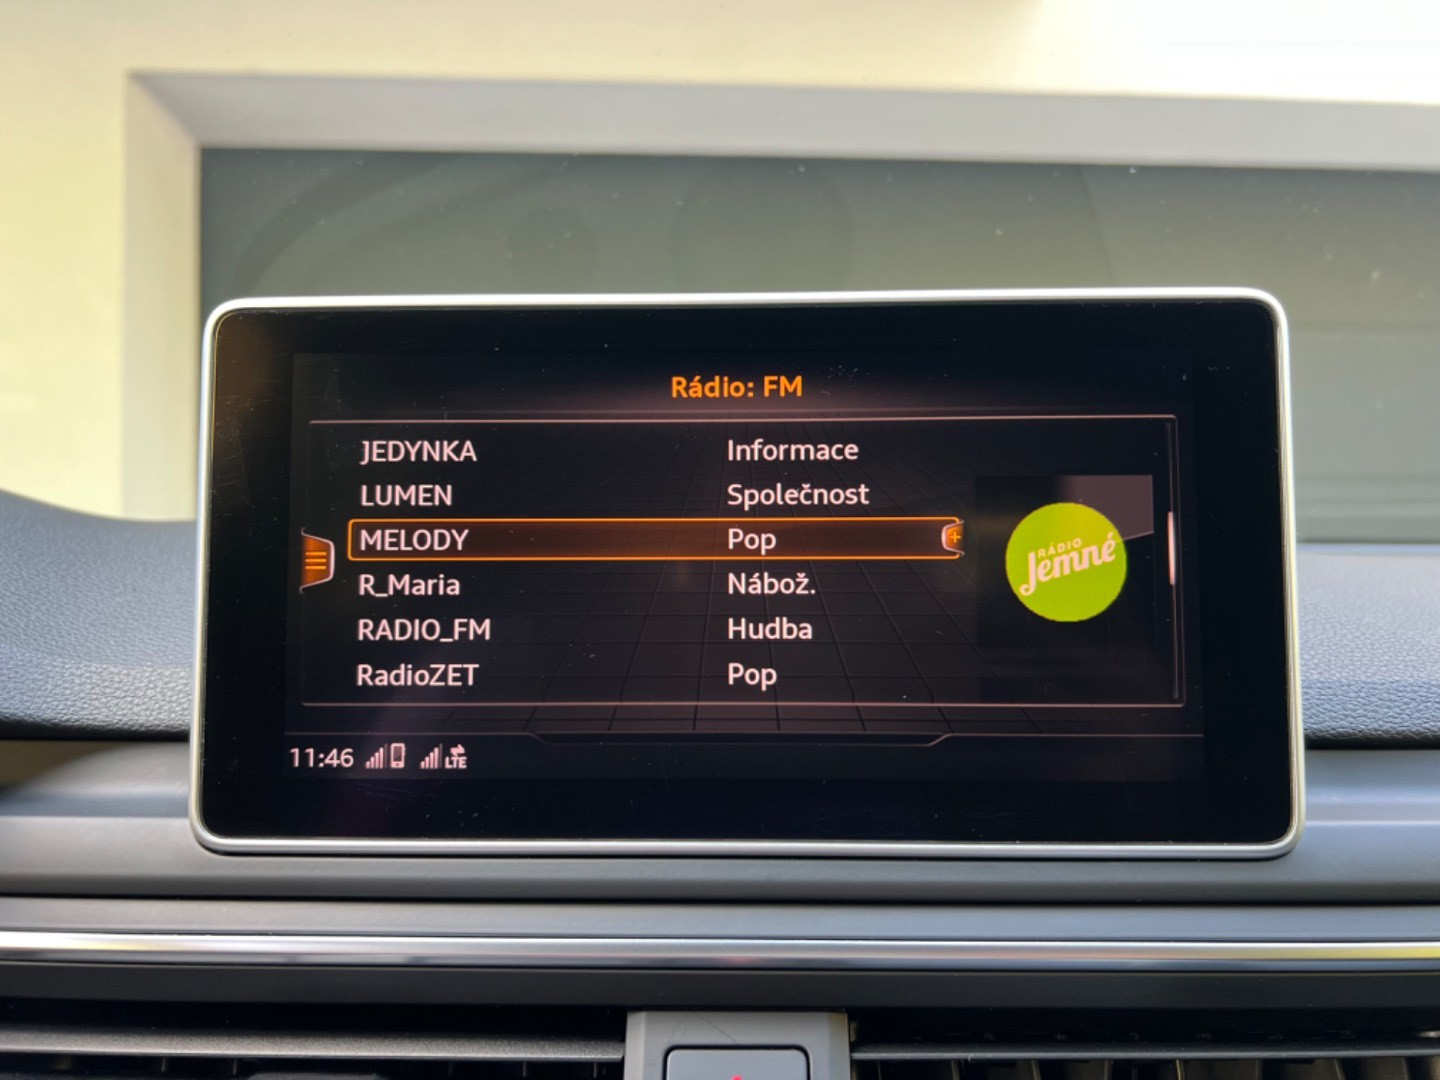 Rádio: FM
JEDYNKA Informace
LUMEN Společnost
MELODY Pop
R_Maria Nábož.
RADIO_FM Hudba
RadioZET Pop
RÁDIO
Jemné
11:46 LTE